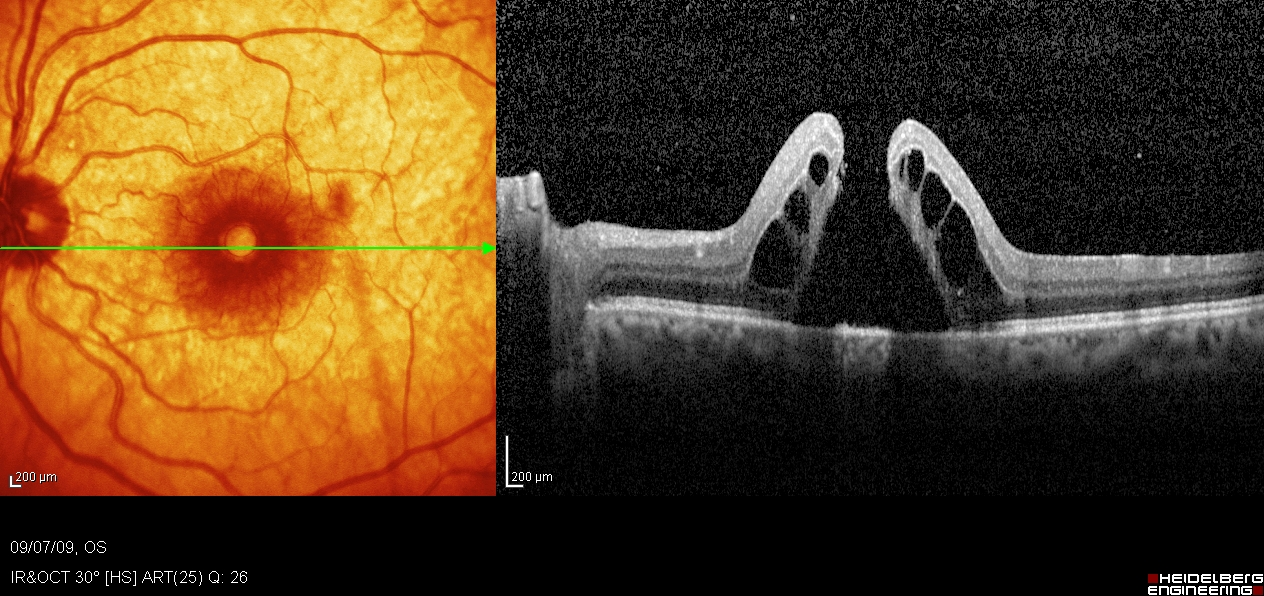 200 µm
200 µm
09/07/09, OS
IR&OCT 30° [HS] ART(25) Q: 26
HEIDELBERG
ENGINEERING